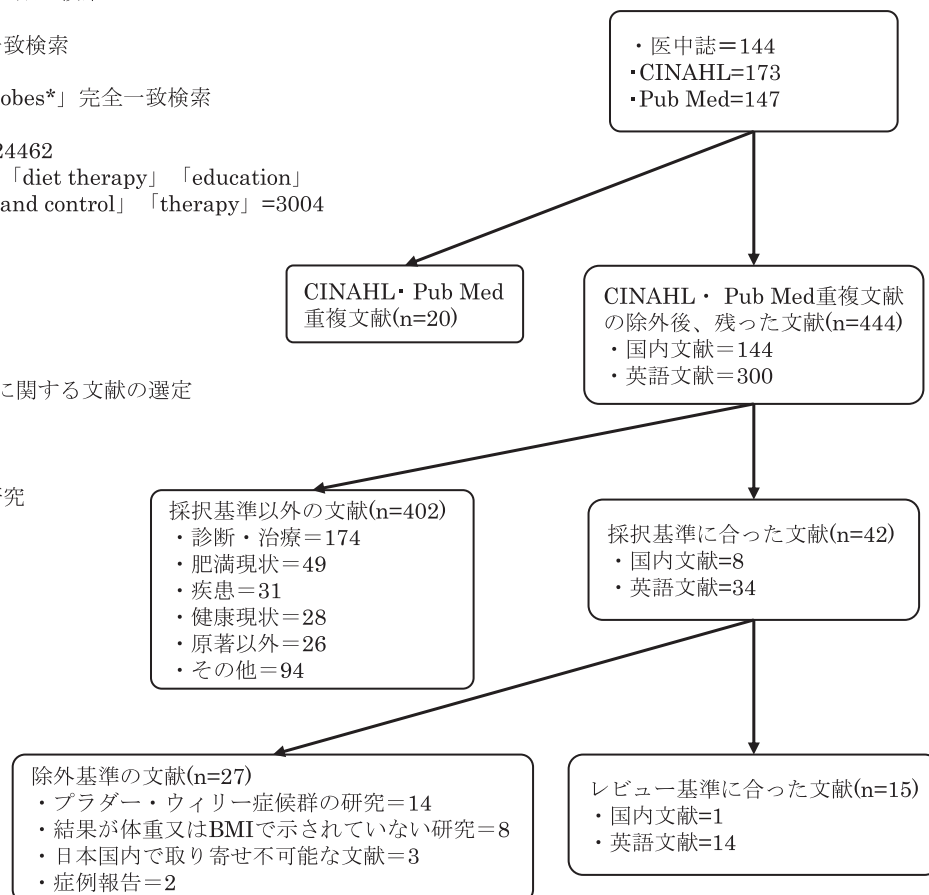 一致検索
obes*」完全一致検索
24462
「diet therapy」「education」
and control」「therapy」=3004
に関する文献の選定
研究
・医中誌＝144
・CINAHL=173
・Pub Med=147
CINAHL・Pub Med
重複文献(n=20)
CINAHL・ Pub Med重複文献
の除外後、残った文献(n=444)
・国内文献＝144
・英語文献＝300
採択基準以外の文献(n=402)
・診断・治療＝174
・肥満現状＝49
・疾患＝31
・健康現状＝28
・原著以外＝26
・その他＝94
採択基準に合った文献(n=42)
・国内文献=8
・英語文献=34
除外基準の文献(n=27)
・プラダー・ウィリー症候群の研究＝14
・結果が体重又はBMIで示されていない研究＝8
・日本国内で取り寄せ不可能な文献＝3
・症例報告＝2
レビュー基準に合った文献(n=15)
・国内文献=1
・英語文献=14